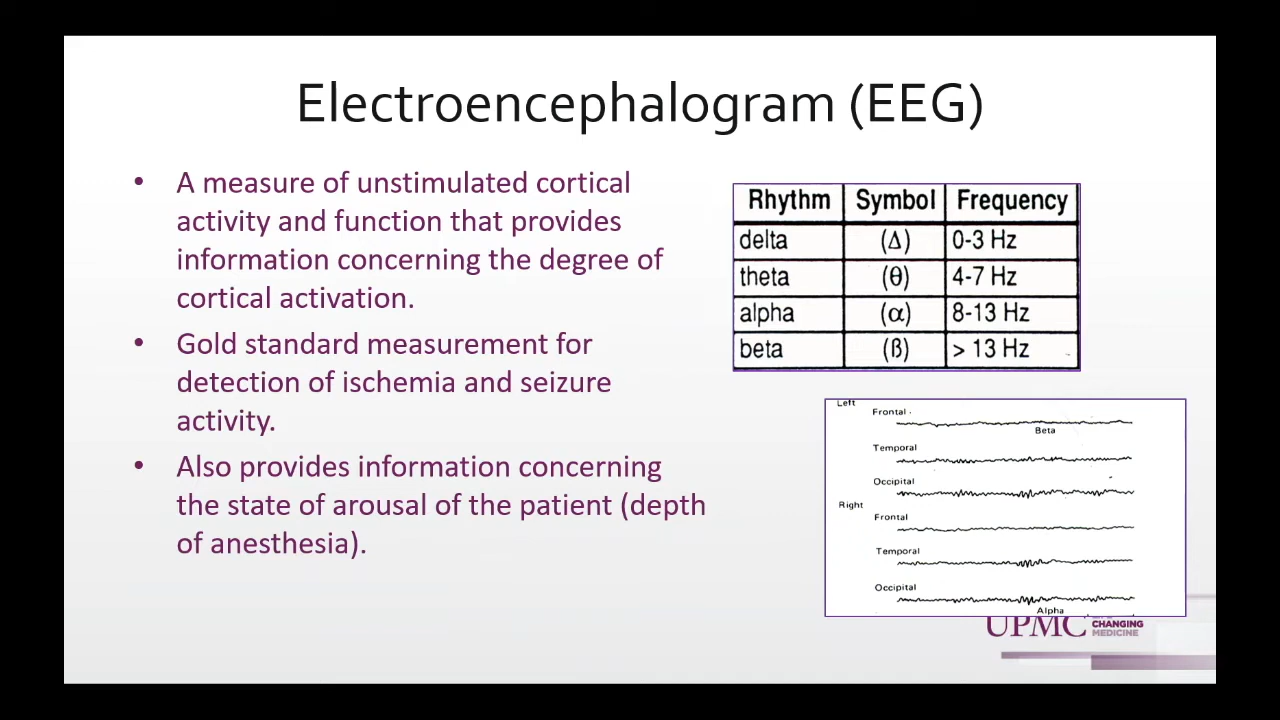 Electroencephalogram (EEG)
• A measure of unstimulated cortical
activity and function that provides
information concerning the degree of
cortical activation.
• Gold standard measurement for
detection of ischemia and seizure
activity.
• Also provides information concerning
the state of arousal of the patient (depth
of anesthesia).
Rhythm Symbol Frequency
delta (Δ) 0-3 Hz
theta (θ) 4-7 Hz
alpha (α) 8-13 Hz
beta (ß) > 13 Hz
Left
Frontal
Beta
Temporal
Occipital
Right
Frontal
Temporal
Occipital
Alpha
UPMC
CHANGING
MEDICINE